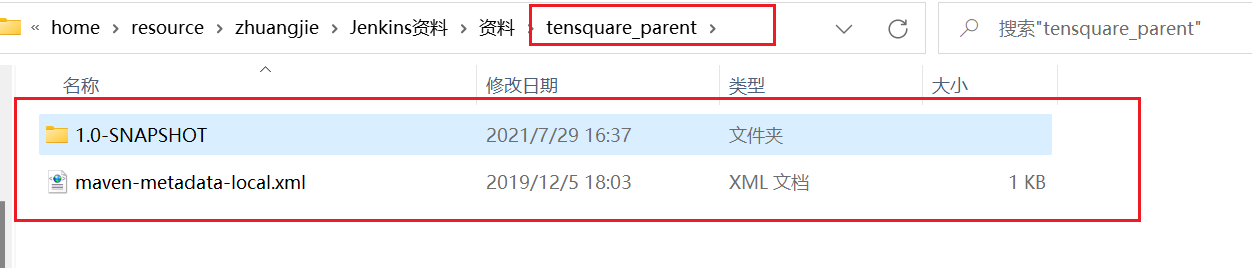 « home > resource > zhuangjie > Jenkins资料 > 资料 > tensquare_parent >
搜索"tensquare_parent"
名称 修改日期 类型 大小
1.0-SNAPSHOT 2021/7/29 16:37 文件夹
maven-metadata-local.xml 2019/12/5 18:03 XML 文档 1 KB